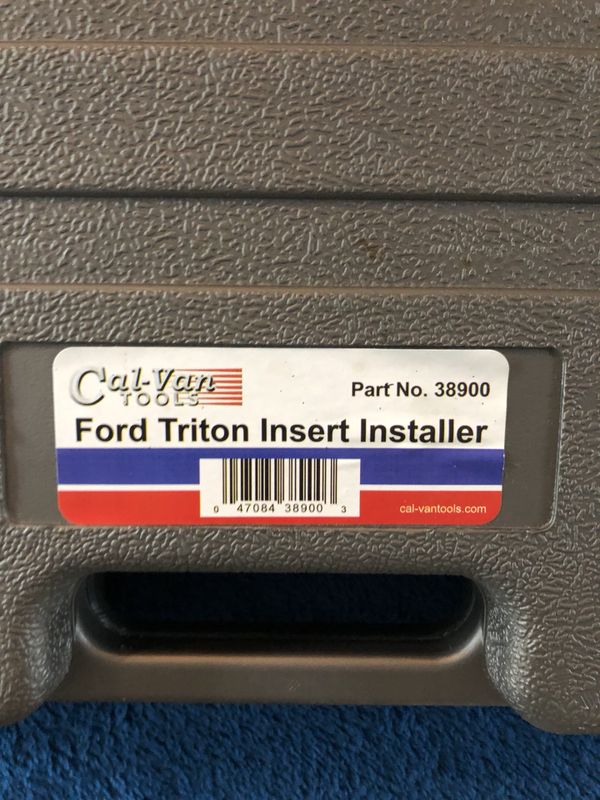 Cal-Van
TOOLS
Part No. 38900
Ford Triton Insert Installer
0 47084 38900 3
cal-vantools.com